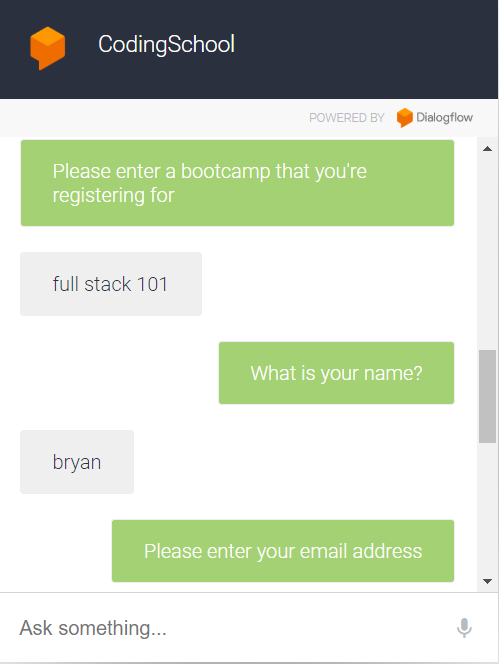 CodingSchool
POWERED BY Dialogflow
Please enter a bootcamp that you're
registering for
full stack 101
What is your name?
bryan
Please enter your email address
Ask something...